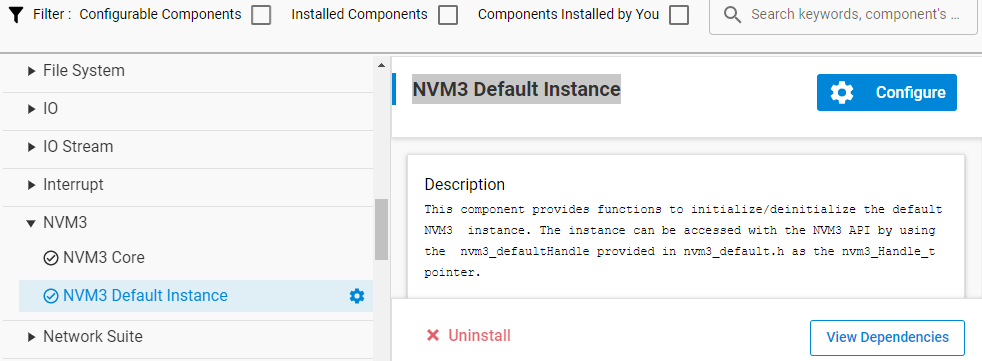 Filter : Configurable Components Installed Components Components Installed by You Search keywords, component's ...
File System
IO
IO Stream
Interrupt
NVM3
NVM3 Core
NVM3 Default Instance
Network Suite
NVM3 Default Instance Configure
Description
This component provides functions to initialize/deinitialize the default
NVM3 instance. The instance can be accessed with the NVM3 API by using
the nvm3_defaultHandle provided in nvm3_default.h as the nvm3_Handle_t
pointer.
Uninstall View Dependencies